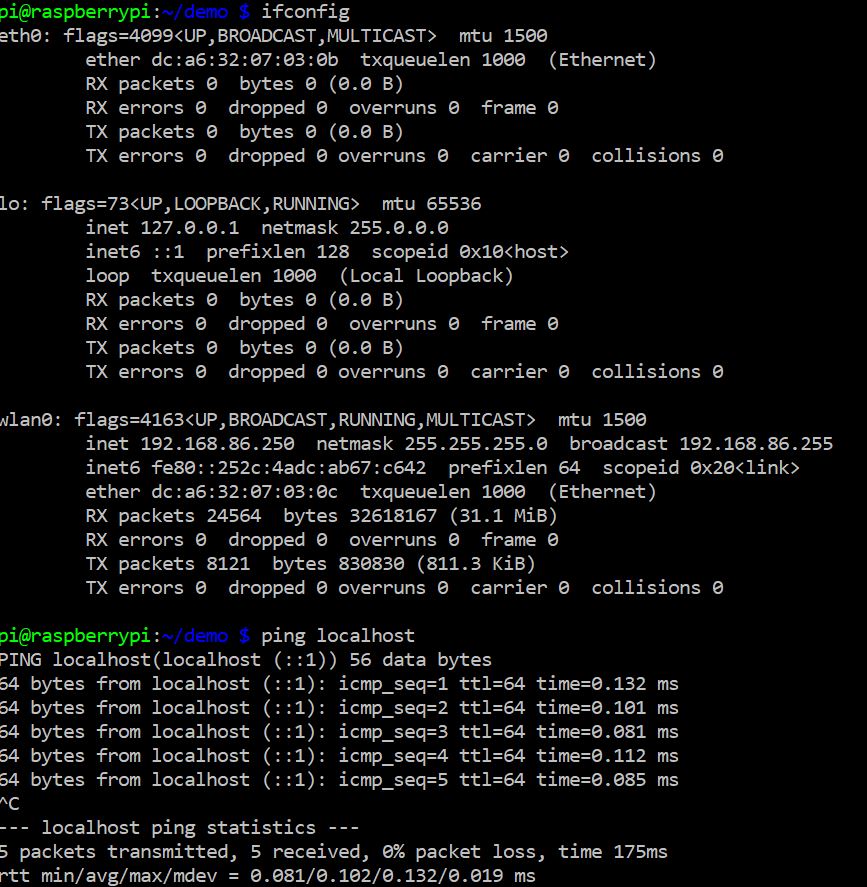 pi@raspberrypi:~/demo $ ifconfig
eth0: flags=4099<UP,BROADCAST,MULTICAST>  mtu 1500
        ether dc:a6:32:07:03:0b  txqueuelen 1000  (Ethernet)
        RX packets 0  bytes 0 (0.0 B)
        RX errors 0  dropped 0  overruns 0  frame 0
        TX packets 0  bytes 0 (0.0 B)
        TX errors 0  dropped 0 overruns 0  carrier 0  collisions 0

lo: flags=73<UP,LOOPBACK,RUNNING>  mtu 65536
        inet 127.0.0.1  netmask 255.0.0.0
        inet6 ::1  prefixlen 128  scopeid 0x10<host>
        loop  txqueuelen 1000  (Local Loopback)
        RX packets 0  bytes 0 (0.0 B)
        RX errors 0  dropped 0  overruns 0  frame 0
        TX packets 0  bytes 0 (0.0 B)
        TX errors 0  dropped 0 overruns 0  carrier 0  collisions 0

wlan0: flags=4163<UP,BROADCAST,RUNNING,MULTICAST>  mtu 1500
        inet 192.168.86.250  netmask 255.255.255.0  broadcast 192.168.86.255
        inet6 fe80::252c:4adc:ab67:c642  prefixlen 64  scopeid 0x20<link>
        ether dc:a6:32:07:03:0c  txqueuelen 1000  (Ethernet)
        RX packets 24564  bytes 32618167 (31.1 MiB)
        RX errors 0  dropped 0  overruns 0  frame 0
        TX packets 8121  bytes 830830 (811.3 KiB)
        TX errors 0  dropped 0 overruns 0  carrier 0  collisions 0

pi@raspberrypi:~/demo $ ping localhost
PING localhost(localhost (::1)) 56 data bytes
64 bytes from localhost (::1): icmp_seq=1 ttl=64 time=0.132 ms
64 bytes from localhost (::1): icmp_seq=2 ttl=64 time=0.101 ms
64 bytes from localhost (::1): icmp_seq=3 ttl=64 time=0.081 ms
64 bytes from localhost (::1): icmp_seq=4 ttl=64 time=0.112 ms
64 bytes from localhost (::1): icmp_seq=5 ttl=64 time=0.085 ms
^C
--- localhost ping statistics ---
5 packets transmitted, 5 received, 0% packet loss, time 175ms
rtt min/avg/max/mdev = 0.081/0.102/0.132/0.019 ms